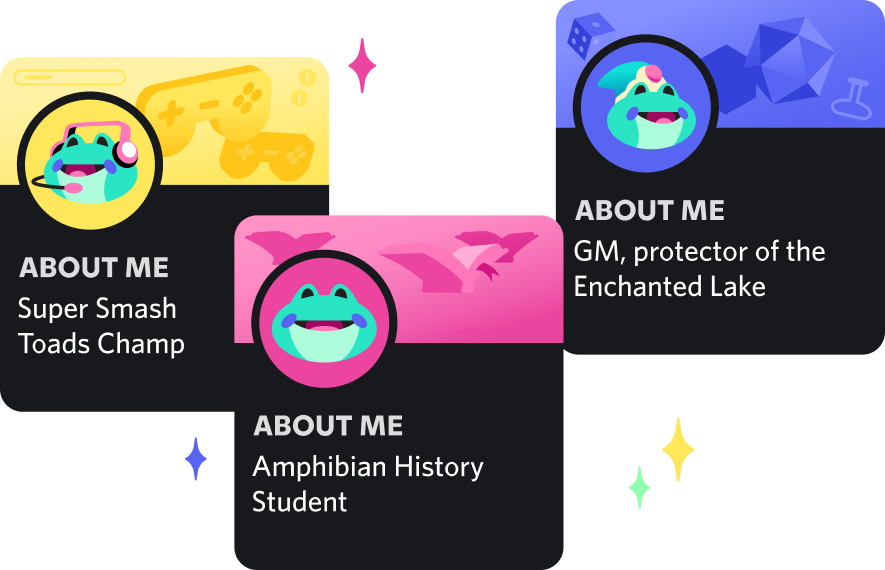 ABOUT ME
Super Smash
Toads Champ
ABOUT ME
Amphibian History
Student
ABOUT ME
GM, protector of the
Enchanted Lake